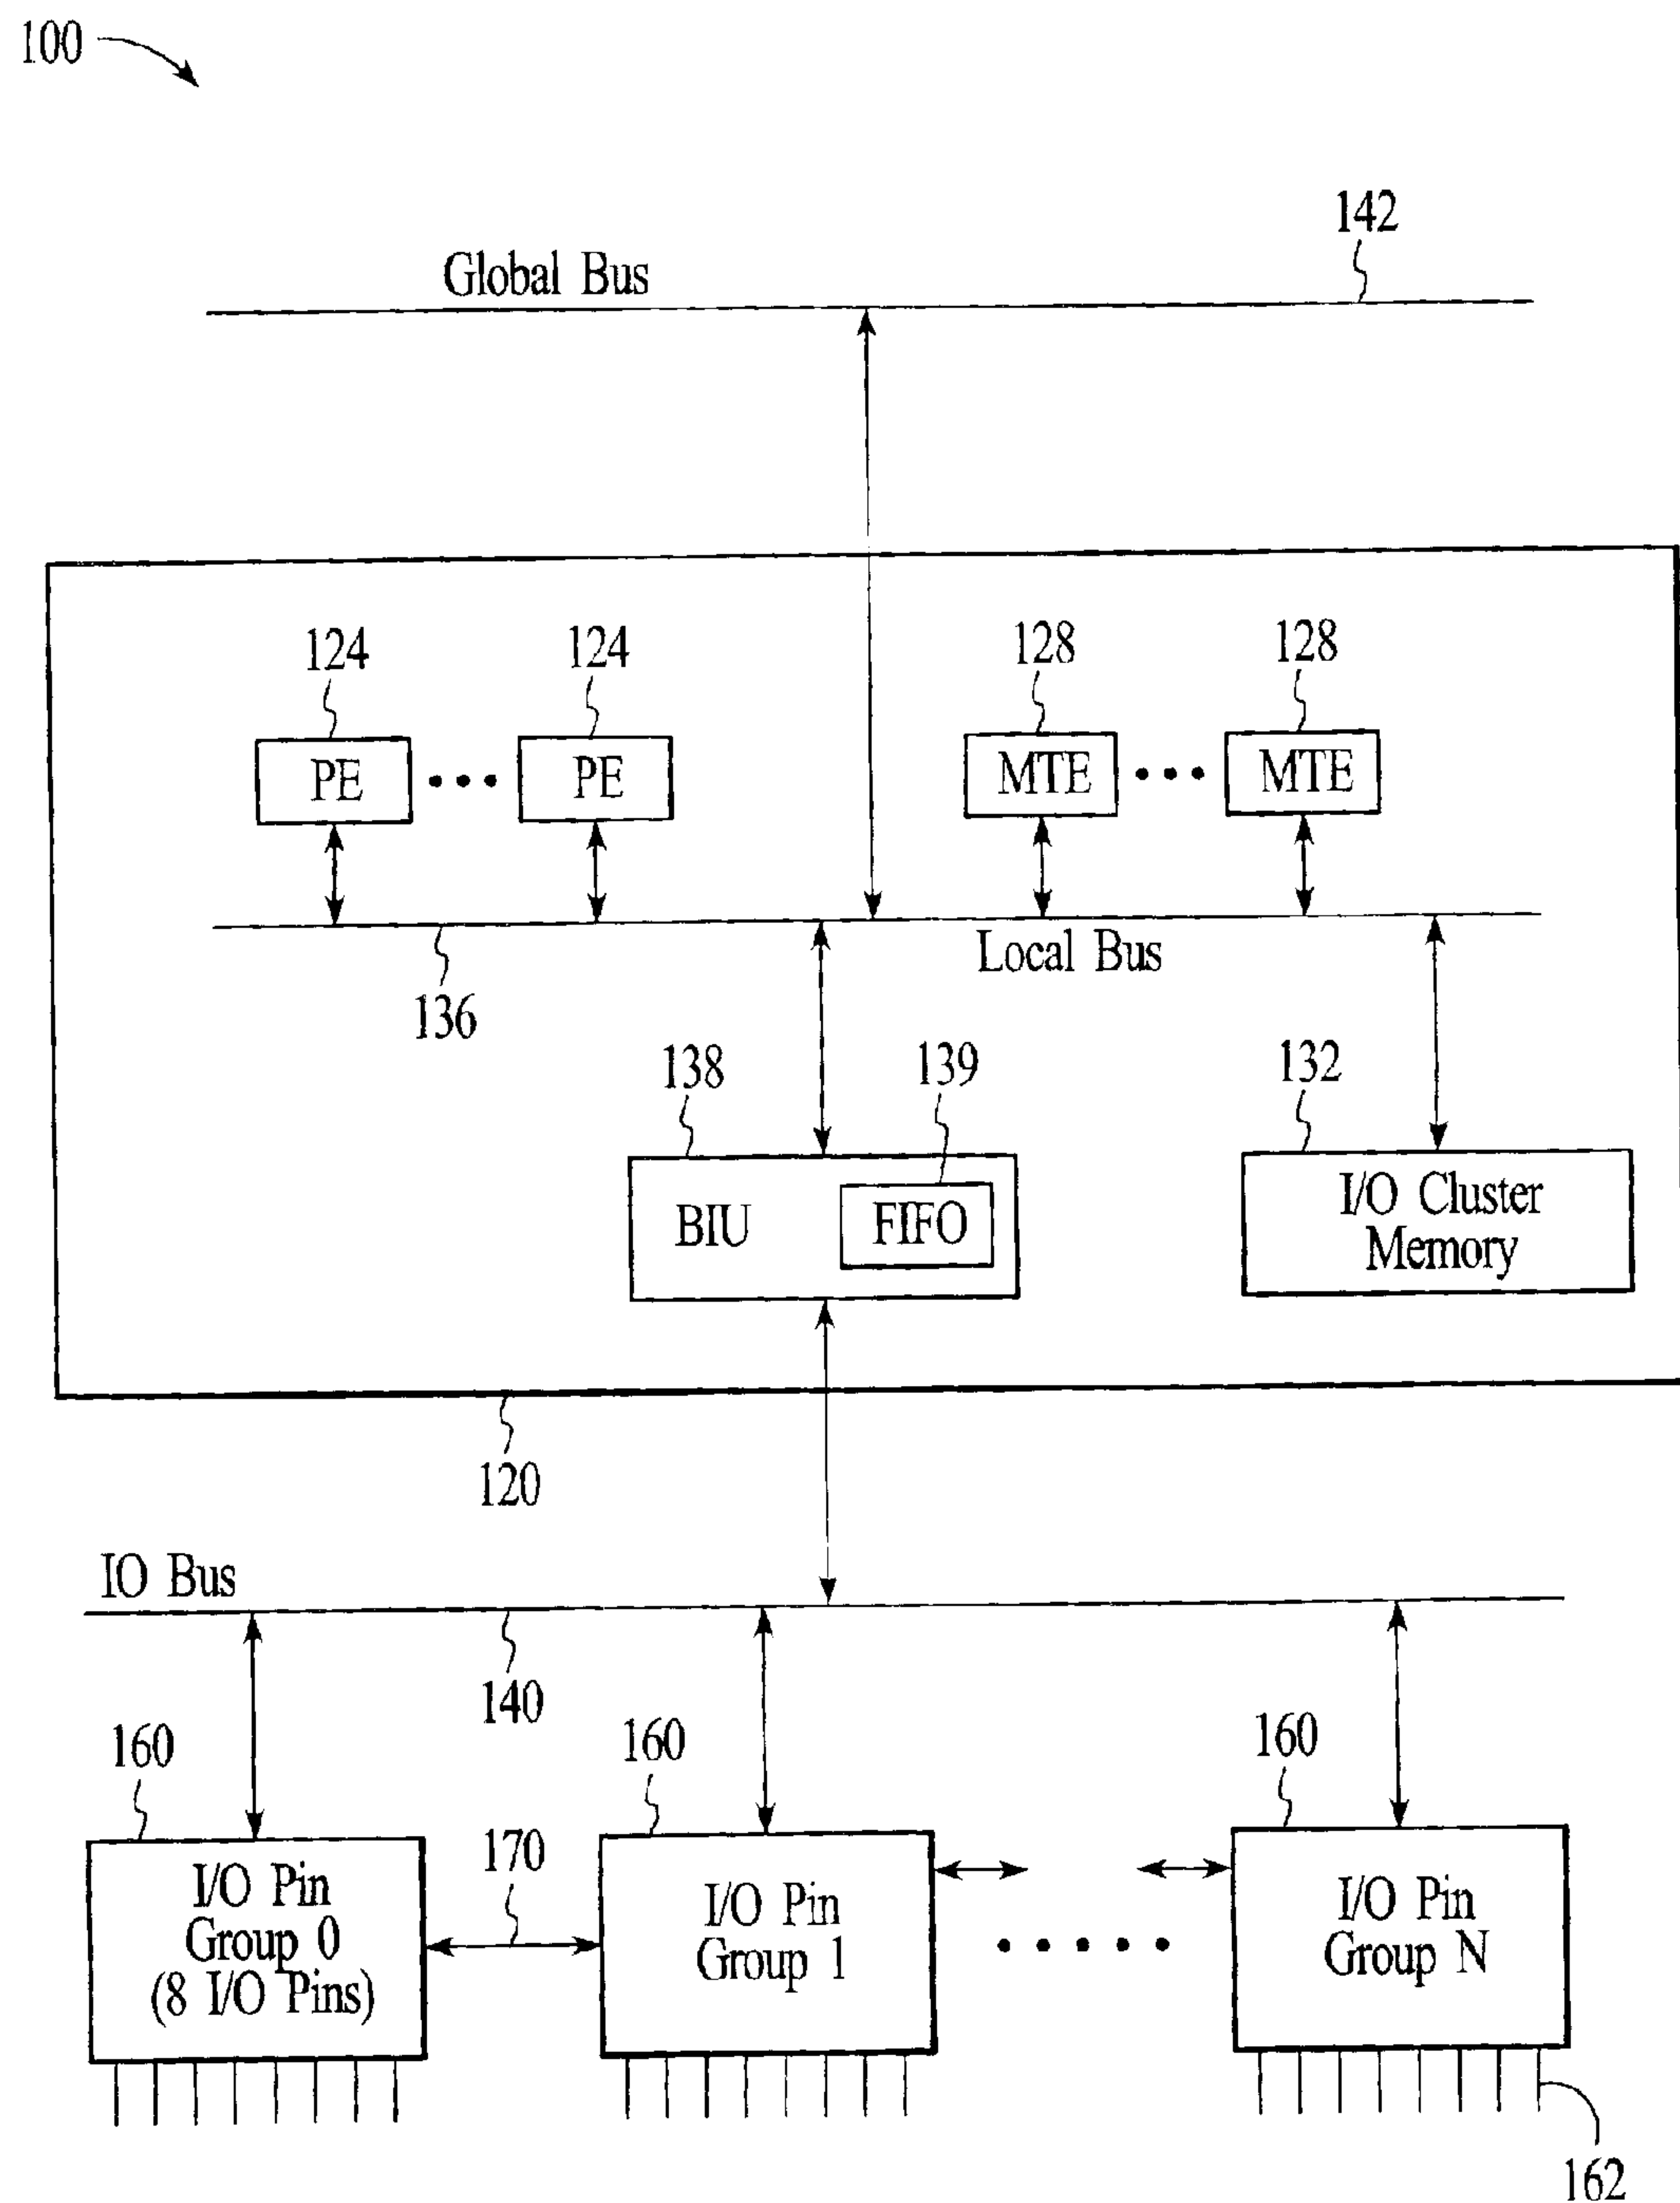 100
142
Global Bus
124
124
128
128
PE
PE
MTE
MTE
Local Bus
136
138
139
132
BIU
FIFO
I/O Cluster
Memory
120
IO Bus
140
160
160
160
170
I/O Pin
Group 0
(8 I/O Pins)
I/O Pin
Group 1
I/O Pin
Group N
162